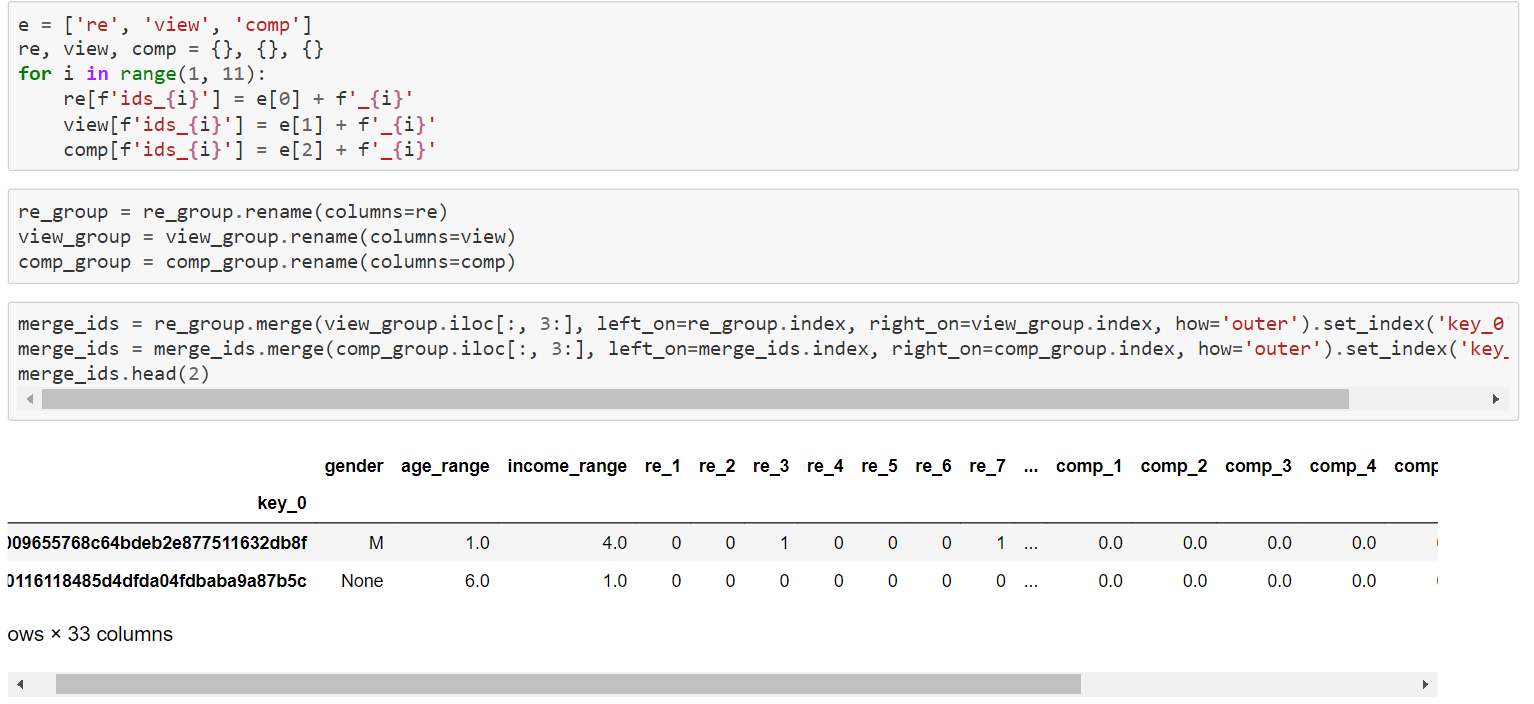 e = ['re', 'view', 'comp']
re, view, comp = {}, {}, {}
for i in range(1, 11):
    re[f'ids_{i}'] = e[0] + f'_{i}'
    view[f'ids_{i}'] = e[1] + f'_{i}'
    comp[f'ids_{i}'] = e[2] + f'_{i}'
re_group = re_group.rename(columns=re)
view_group = view_group.rename(columns=view)
comp_group = comp_group.rename(columns=comp)
merge_ids = re_group.merge(view_group.iloc[:, 3:], left_on=re_group.index, right_on=view_group.index, how='outer').set_index('key_0
merge_ids = merge_ids.merge(comp_group.iloc[:, 3:], left_on=merge_ids.index, right_on=comp_group.index, how='outer').set_index('key_
merge_ids.head(2)
gender age_range income_range re_1 re_2 re_3 re_4 re_5 re_6 re_7 ... comp_1 comp_2 comp_3 comp_4 comp
key_0
009655768c64bdeb2e877511632db8f M 1.0 4.0 0 0 1 0 0 0 1 ... 0.0 0.0 0.0 0.0
0116118485d4dfda04fdbaba9a87b5c None 6.0 1.0 0 0 0 0 0 0 0 ... 0.0 0.0 0.0 0.0
ows × 33 columns